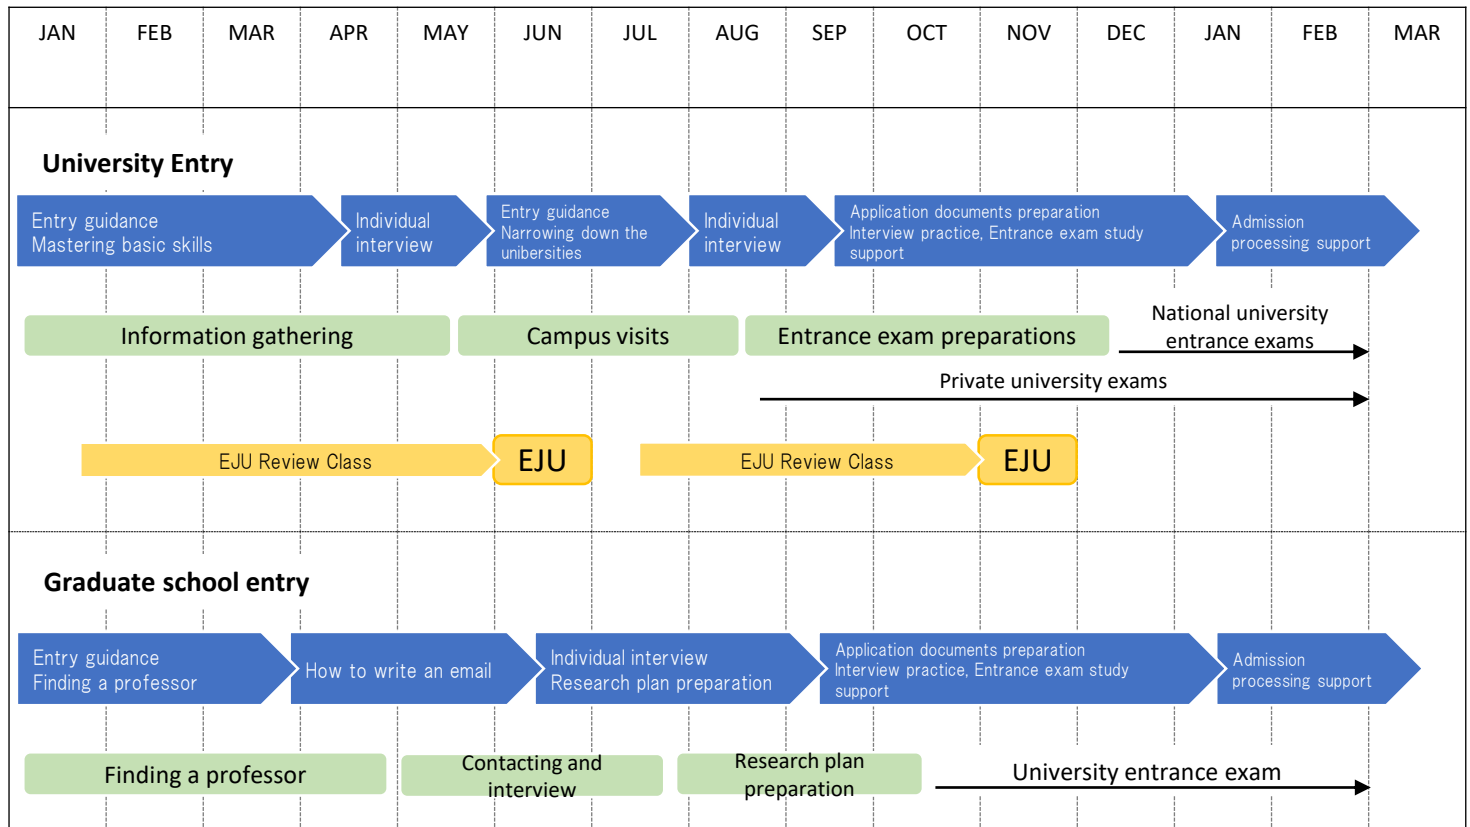 JAN FEB MAR APR MAY JUN JUL AUG SEP OCT NOV DEC JAN FEB MAR
University Entry
Entry guidance
Mastering basic skills
Individual
interview
Entry guidance
Narrowing down the
unibersities
Individual
interview
Application documents preparation
Interview practice, Entrance exam study
support
Admission
processing support
Information gathering
Campus visits
Entrance exam preparations
National university
entrance exams
Private university exams
EJU Review Class
EJU
EJU Review Class
EJU
Graduate school entry
Entry guidance
Finding a professor
How to write an email
Individual interview
Research plan preparation
Application documents preparation
Interview practice, Entrance exam study
support
Admission
processing support
Finding a professor
Contacting and
interview
Research plan
preparation
University entrance exam